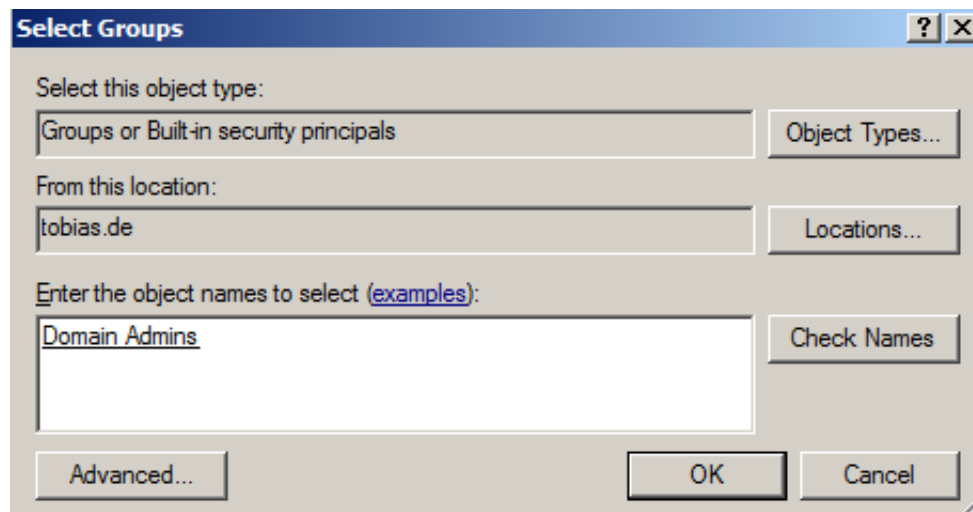 Select Groups
Select this object type:
Groups or Built-in security principals
Object Types...
From this location:
tobias.de
Locations...
Enter the object names to select (examples):
Domain Admins
Check Names
Advanced...
OK
Cancel